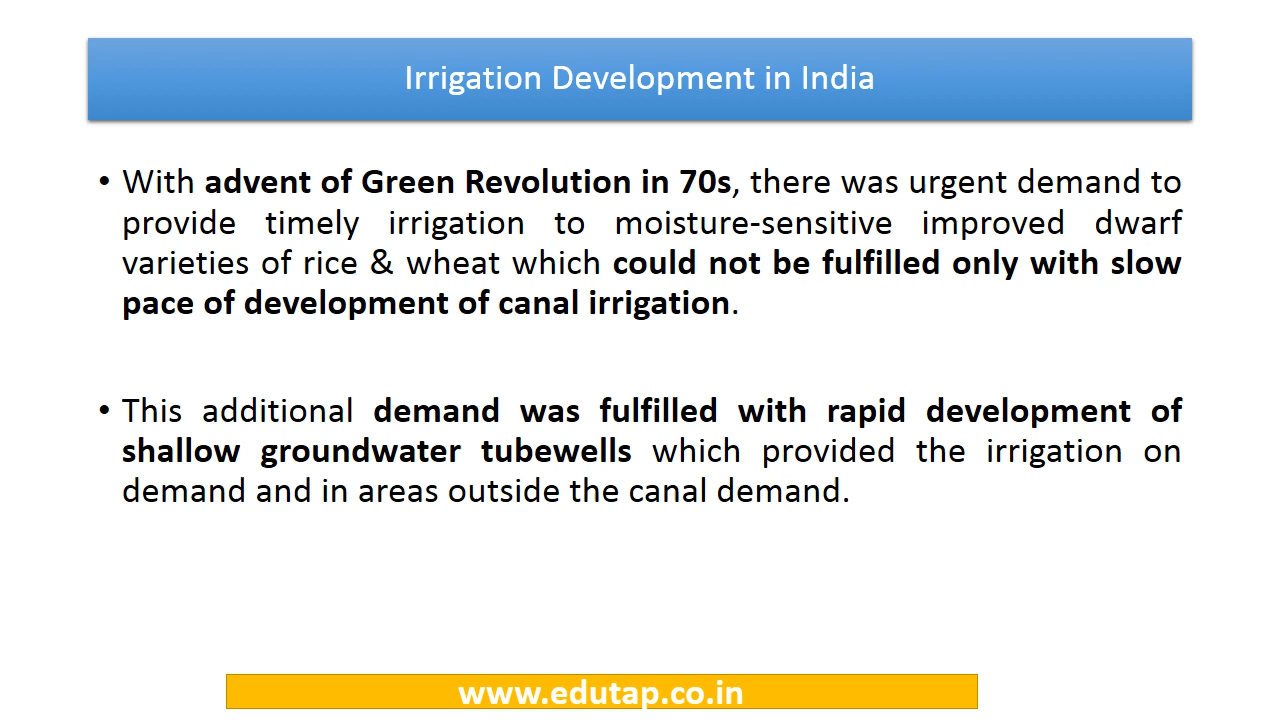 Irrigation Development in India
• With advent of Green Revolution in 70s, there was urgent demand to
provide timely irrigation to moisture-sensitive improved dwarf
varieties of rice & wheat which could not be fulfilled only with slow
pace of development of canal irrigation.
• This additional demand was fulfilled with rapid development of
shallow groundwater tubewells which provided the irrigation on
demand and in areas outside the canal demand.
www.edutap.co.in